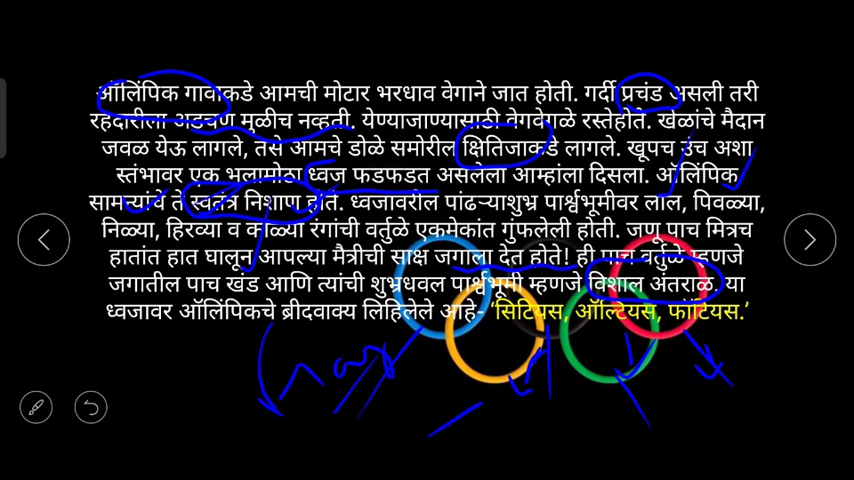 ऑलिंपिक गावाकडे आमची मोटार भरधाव वेगाने जात होती. गर्दी प्रचंड असली तरी
रहदारीला अडचण मुळीच नव्हती. येण्याजाण्यासाठी वेगवेगळे रस्तेहोते. खेळांचे मैदान
जवळ येऊ लागले, तसे आमचे डोळे समोरील क्षितिजाकडे लागले. खूपच उंच अशा
स्तंभावर एक भलामोठा ध्वज फडफडत असलेला आम्हांला दिसला. ऑलिंपिक
सामन्यांचे ते स्वतंत्र निशाण होते. ध्वजावरील पांढऱ्याशुभ्र पार्श्वभूमीवर लाल, पिवळ्या,
निळ्या, हिरव्या व काळ्या रंगांची वर्तुळे एकमेकांत गुंफलेली होती. जणू पाच मित्रच
हातांत हात घालून आपल्या मैत्रीची साक्ष जगाला देत होते! ही पाच वर्तुळे म्हणजे
जगातील पाच खंड आणि त्यांची शुभ्रधवल पार्श्वभूमी म्हणजे विशाल अंतराळ. या
ध्वजावर ऑलिंपिकचे ब्रीदवाक्य लिहिलेले आहे- 'सिटियस, ऑल्टियस, फॉर्टियस.'